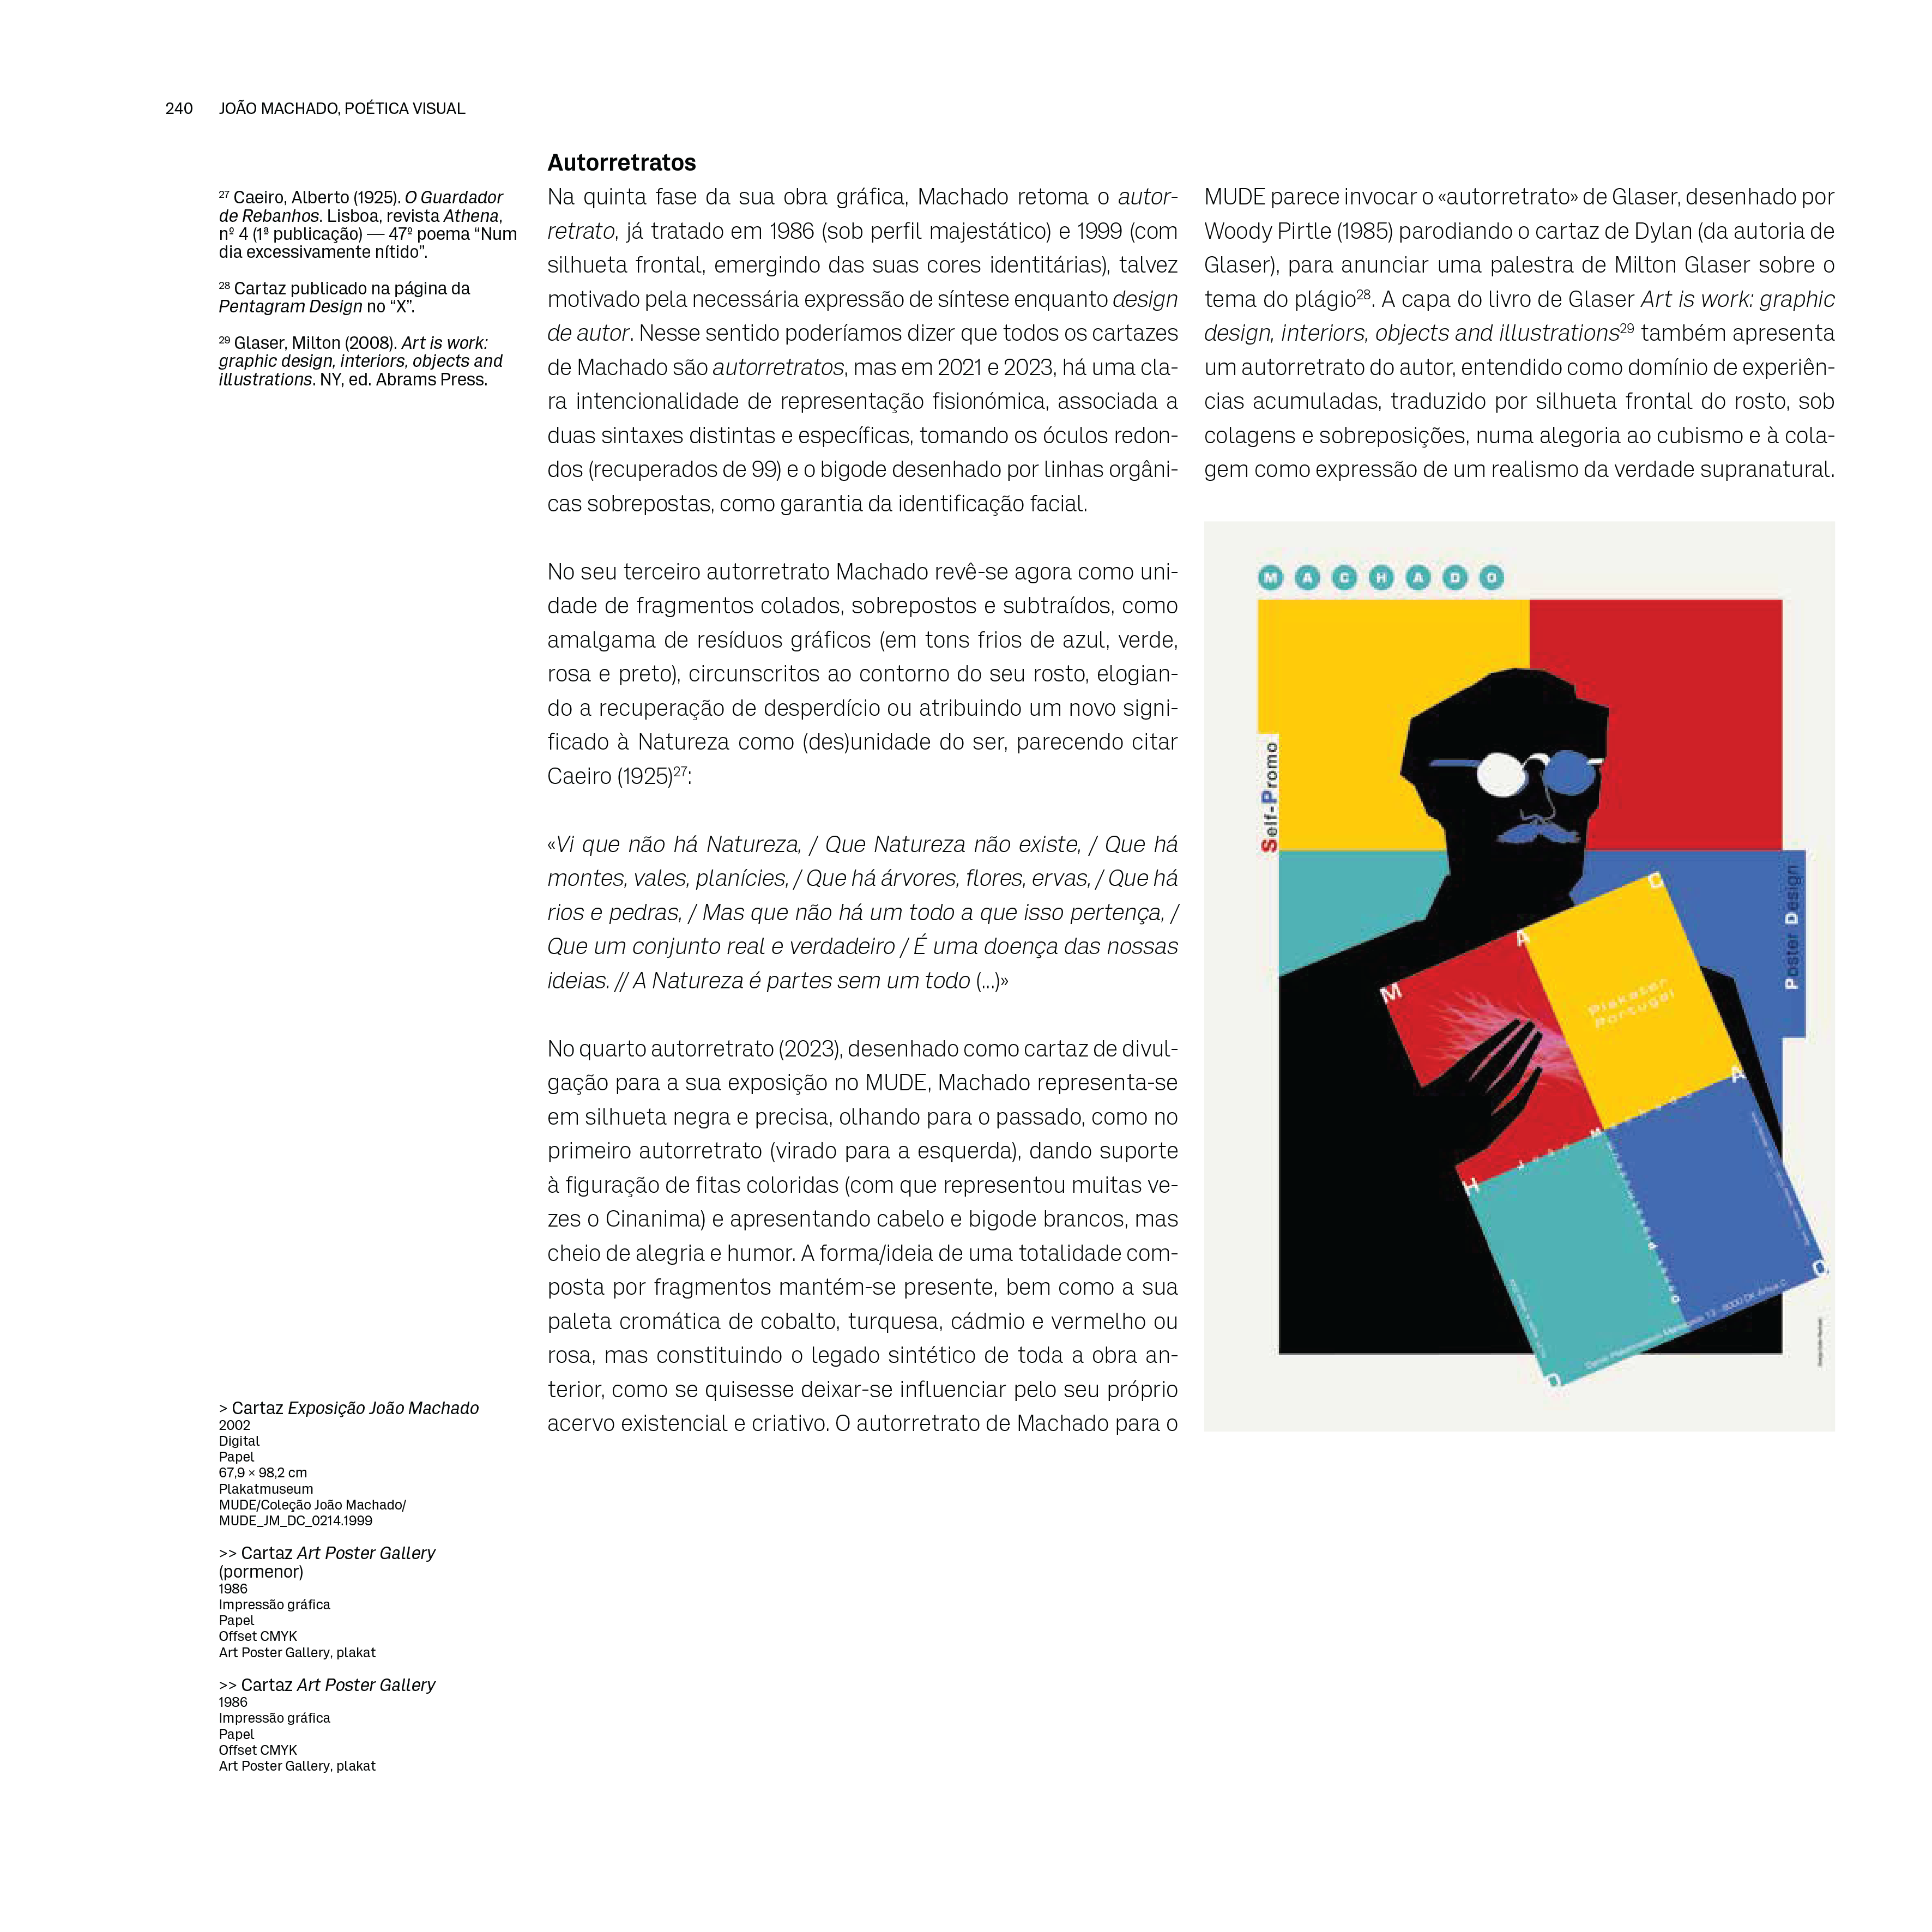 240 JOÃO MACHADO, POÉTICA VISUAL
27 Caeiro, Alberto (1925). O Guardador
de Rebanhos. Lisboa, revista Athena,
nº 4 (1ª publicação) — 47º poema “Num
dia excessivamente nítido”.
28 Cartaz publicado na página da
Pentagram Design no “X”.
29 Glaser, Milton (2008). Art is work:
graphic design, interiors, objects and
illustrations. NY, ed. Abrams Press.
> Cartaz Exposição João Machado
2002
Digital
Papel
67,9 × 98,2 cm
Plakatmuseum
MUDE/Coleção João Machado/
MUDE_JM_DC_0214.1999
>> Cartaz Art Poster Gallery
(pormenor)
1986
Impressão gráfica
Papel
Offset CMYK
Art Poster Gallery, plakat
>> Cartaz Art Poster Gallery
1986
Impressão gráfica
Papel
Offset CMYK
Art Poster Gallery, plakat
Autorretratos
Na quinta fase da sua obra gráfica, Machado retoma o autor-
retrato, já tratado em 1986 (sob perfil majestático) e 1999 (com
silhueta frontal, emergindo das suas cores identitárias), talvez
motivado pela necessária expressão de síntese enquanto design
de autor. Nesse sentido poderíamos dizer que todos os cartazes
de Machado são autorretratos, mas em 2021 e 2023, há uma cla-
ra intencionalidade de representação fisionómica, associada a
duas sintaxes distintas e específicas, tomando os óculos redon-
dos (recuperados de 99) e o bigode desenhado por linhas orgâni-
cas sobrepostas, como garantia da identificação facial.
No seu terceiro autorretrato Machado revê-se agora como uni-
dade de fragmentos colados, sobrepostos e subtraídos, como
amalgama de resíduos gráficos (em tons frios de azul, verde,
rosa e preto), circunscritos ao contorno do seu rosto, elogian-
do a recuperação de desperdício ou atribuindo um novo signi-
ficado à Natureza como (des)unidade do ser, parecendo citar
Caeiro (1925)27:
«Vi que não há Natureza, / Que Natureza não existe, / Que há
montes, vales, planícies, / Que há árvores, flores, ervas, / Que há
rios e pedras, / Mas que não há um todo a que isso pertença, /
Que um conjunto real e verdadeiro / É uma doença das nossas
ideias. // A Natureza é partes sem um todo (...)»
No quarto autorretrato (2023), desenhado como cartaz de divul-
gação para a sua exposição no MUDE, Machado representa-se
em silhueta negra e precisa, olhando para o passado, como no
primeiro autorretrato (virado para a esquerda), dando suporte
à figuração de fitas coloridas (com que representou muitas ve-
zes o Cinanima) e apresentando cabelo e bigode brancos, mas
cheio de alegria e humor. A forma/ideia de uma totalidade com-
posta por fragmentos mantém-se presente, bem como a sua
paleta cromática de cobalto, turquesa, cádmio e vermelho ou
rosa, mas constituindo o legado sintético de toda a obra an-
terior, como se quisesse deixar-se influenciar pelo seu próprio
acervo existencial e criativo. O autorretrato de Machado para o
MUDE parece invocar o «autorretrato» de Glaser, desenhado por
Woody Pirtle (1985) parodiando o cartaz de Dylan (da autoria de
Glaser), para anunciar uma palestra de Milton Glaser sobre o
tema do plágio28. A capa do livro de Glaser Art is work: graphic
design, interiors, objects and illustrations29 também apresenta
um autorretrato do autor, entendido como domínio de experiên-
cias acumuladas, traduzido por silhueta frontal do rosto, sob
colagens e sobreposições, numa alegoria ao cubismo e à cola-
gem como expressão de um realismo da verdade supranatural.
MACHADO
Self-Promo
Poster Design
M A C H A D O
Plakater
Portugal